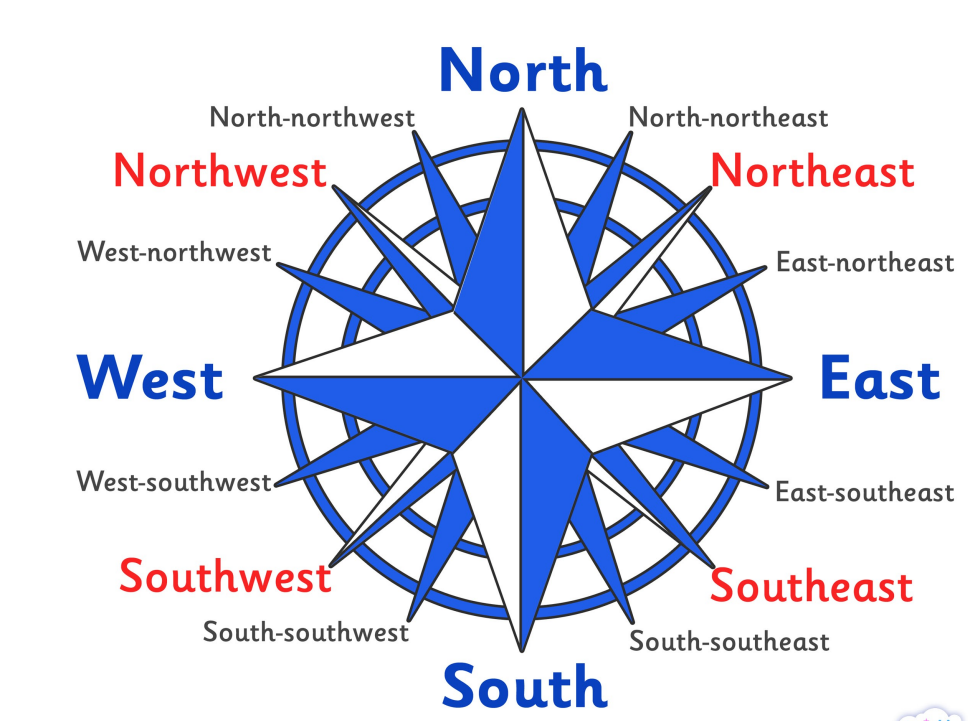 North
North-northwest
North-northeast
Northwest
Northeast
West-northwest
East-northeast
West
East
West-southwest
East-southeast
Southwest
Southeast
South-southwest
South-southeast
South